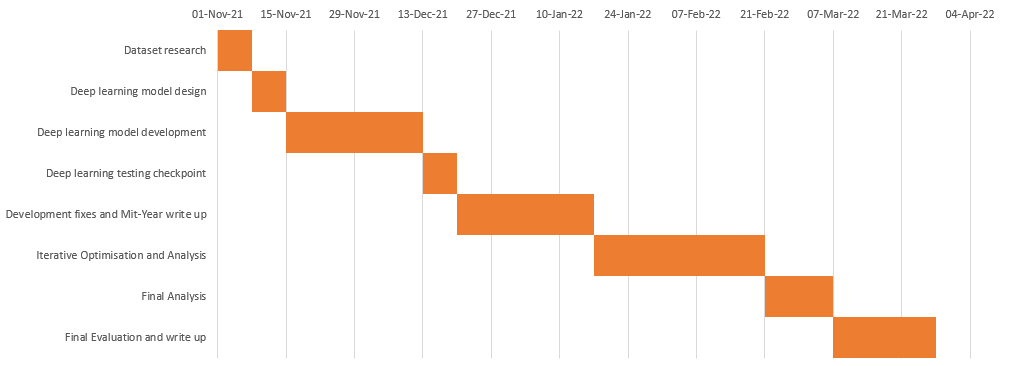 01-Nov-21 15-Nov-21 29-Nov-21 13-Dec-21 27-Dec-21 10-Jan-22 24-Jan-22 07-Feb-22 21-Feb-22 07-Mar-22 21-Mar-22 04-Apr-22
Dataset research
Deep learning model design
Deep learning model development
Deep learning testing checkpoint
Development fixes and Mit-Year write up
Iterative Optimisation and Analysis
Final Analysis
Final Evaluation and write up